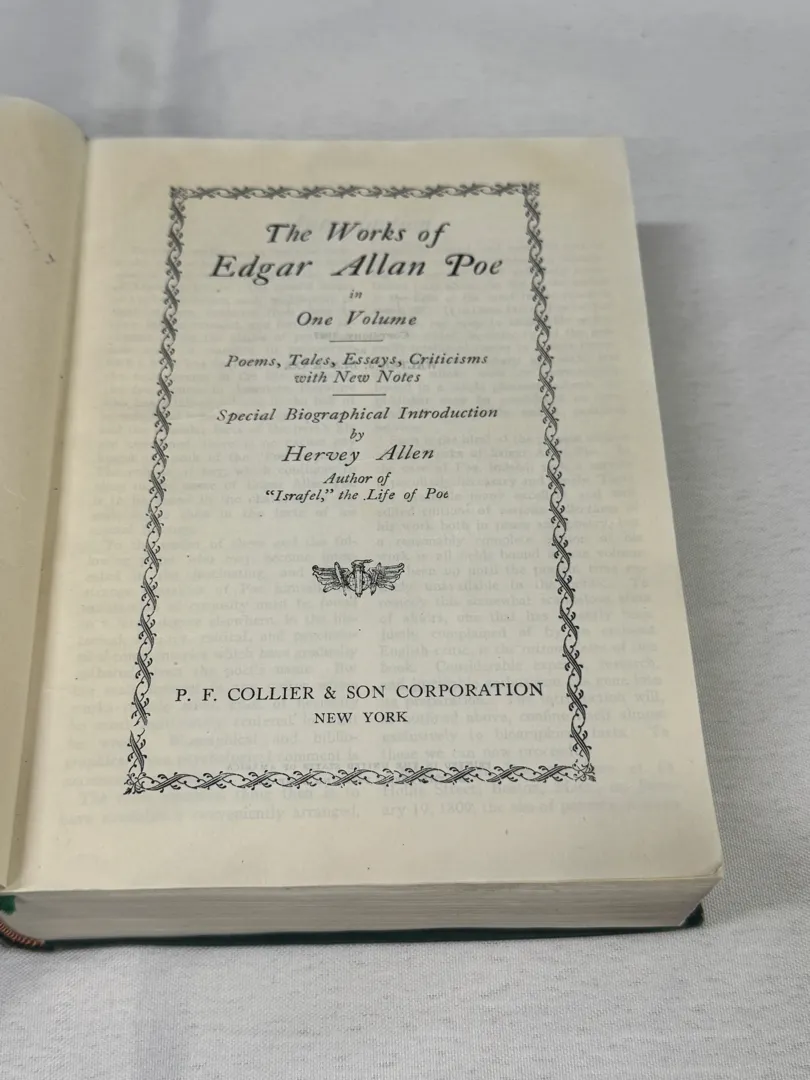 The Works of
Edgar Allan Poe
in
One Volume
Poems, Tales, Essays, Criticisms
with New Notes
Special Biographical Introduction
by
Hervey Allen
Author of
"Israfel," the Life of Poe
P. F. COLLIER & SON CORPORATION
NEW YORK